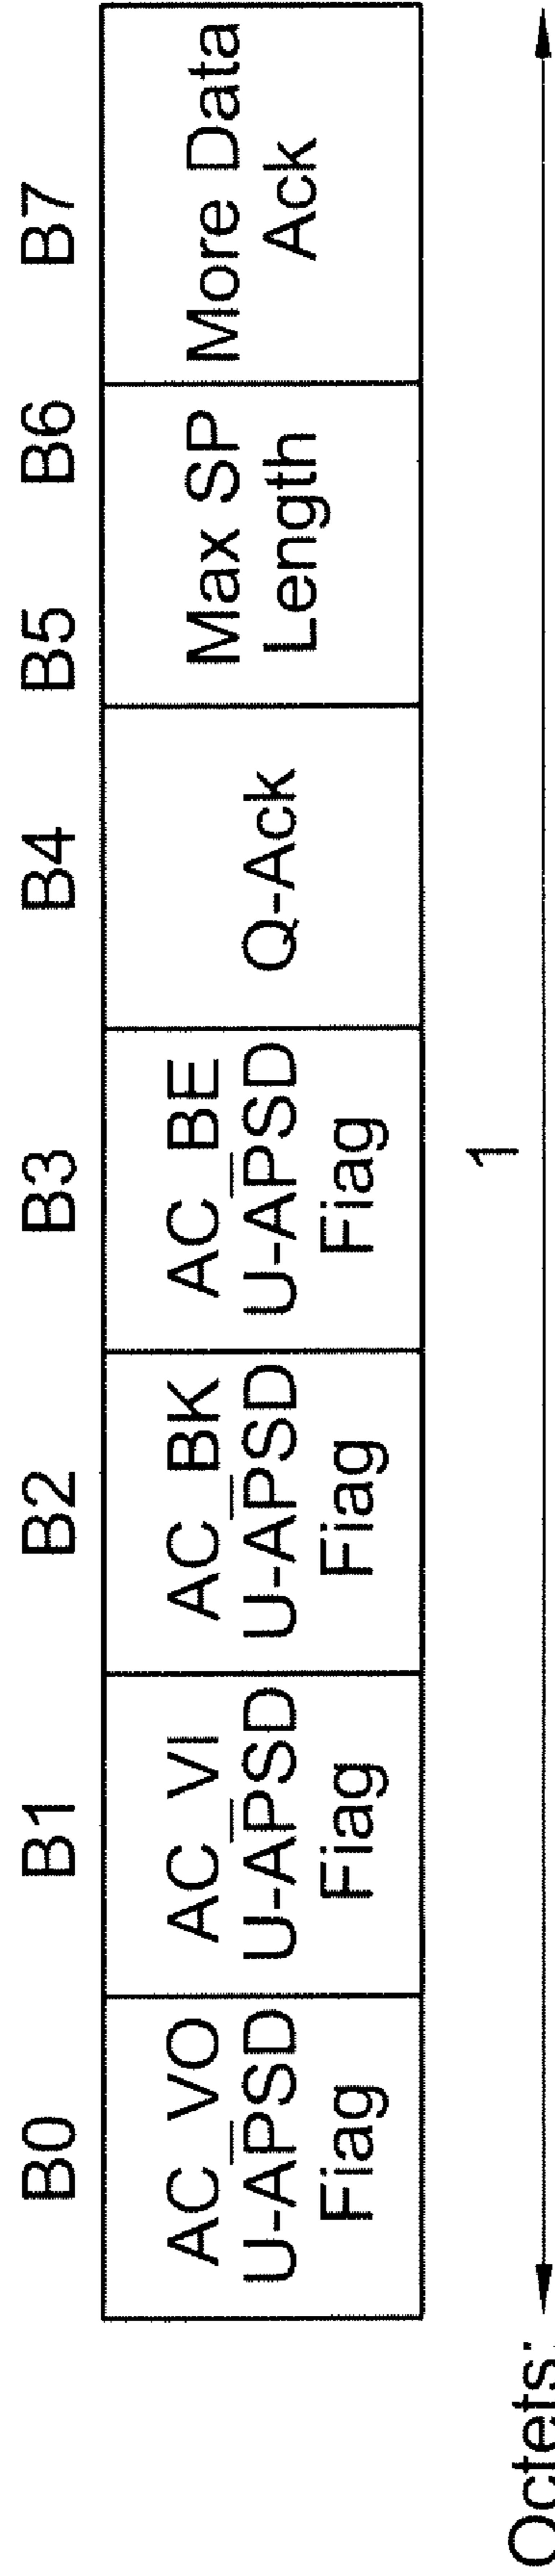 B0 B1 B2 B3 B4 B5 B6 B7
AC_VO
U-APSD
Fiag
AC_VI
U-APSD
Fiag
AC_BK
U-APSD
Fiag
AC_BE
U-APSD
Fiag
Q-Ack
Max SP
Length
More Data
Ack
Octets:
1